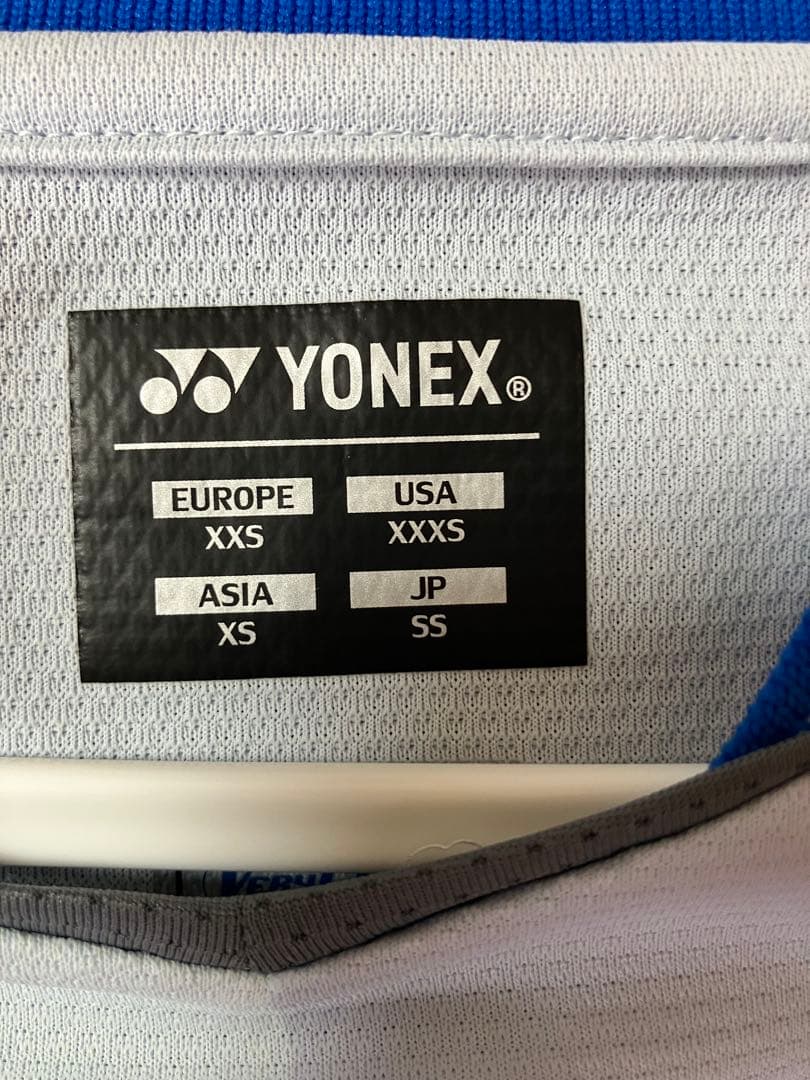 YONEX®
EUROPE USA
XXS XXXS
ASIA JP
XS SS